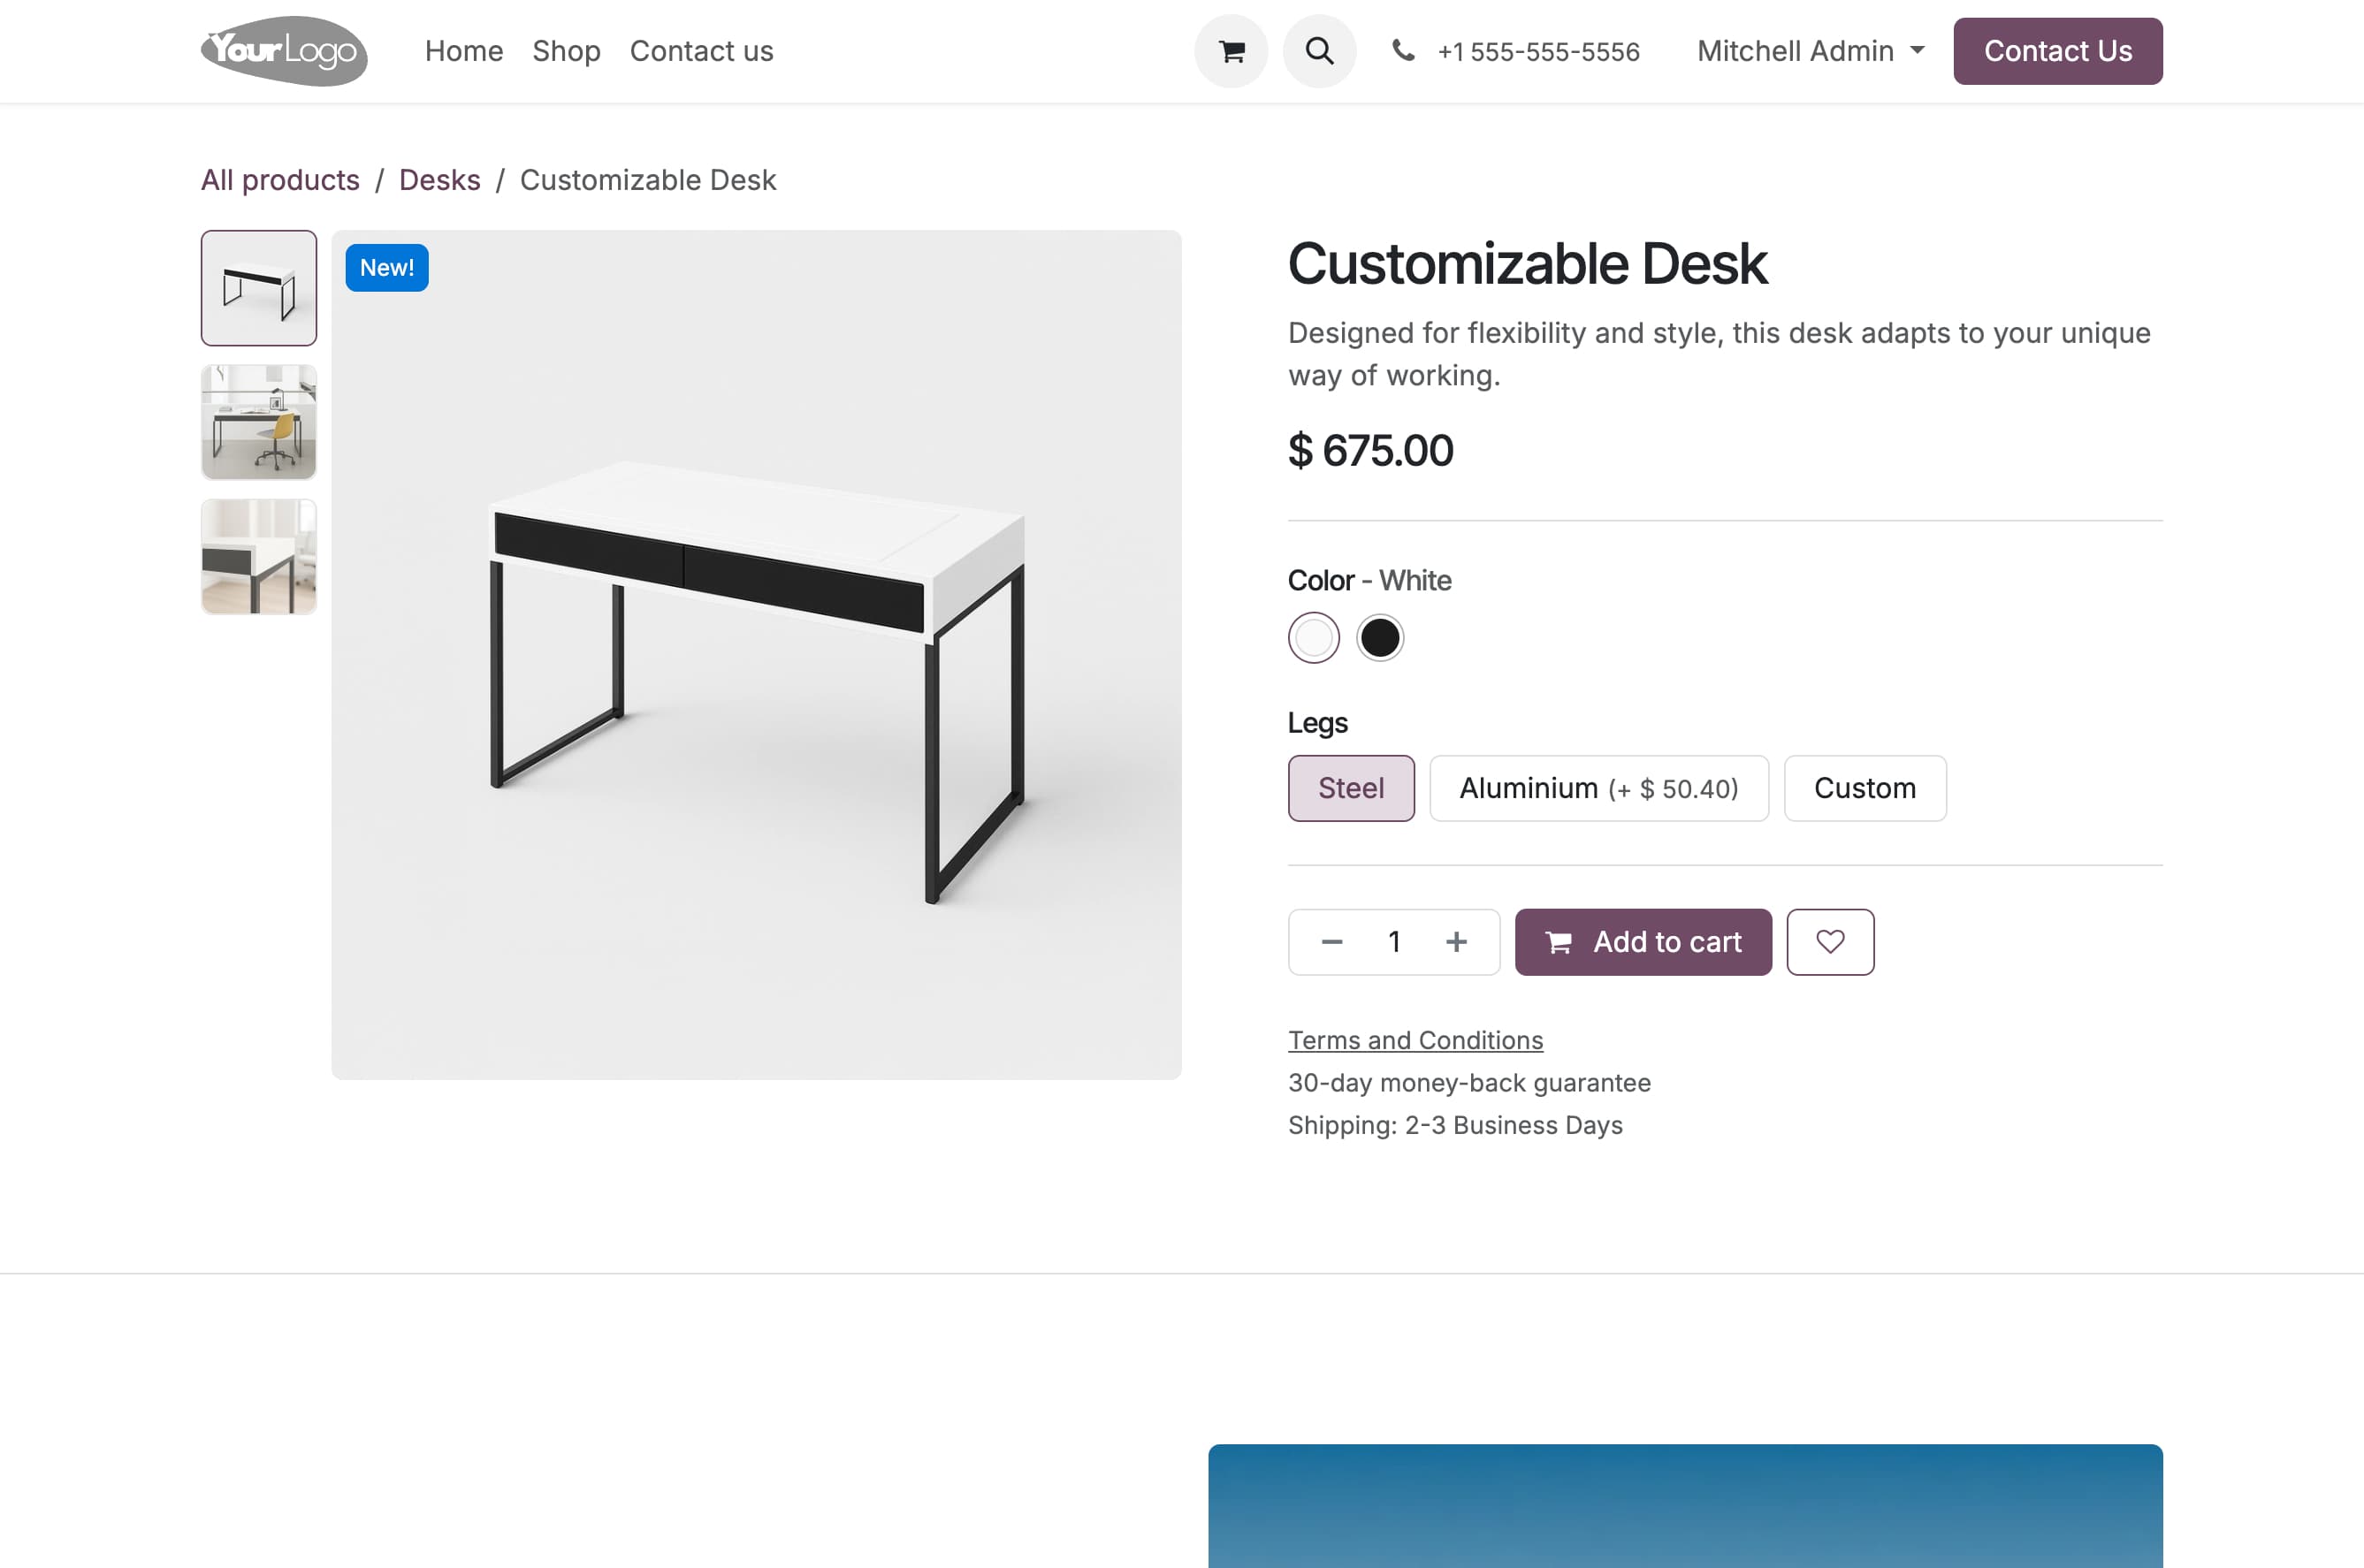 YourLogo
Home Shop Contact us
+1 555-555-5556
Mitchell Admin
Contact Us
All products / Desks / Customizable Desk
New!
Customizable Desk
Designed for flexibility and style, this desk adapts to your unique
way of working.
$ 675.00
Color - White
Legs
Steel
Aluminium (+ $ 50.40)
Custom
1
Add to cart
Terms and Conditions
30-day money-back guarantee
Shipping: 2-3 Business Days